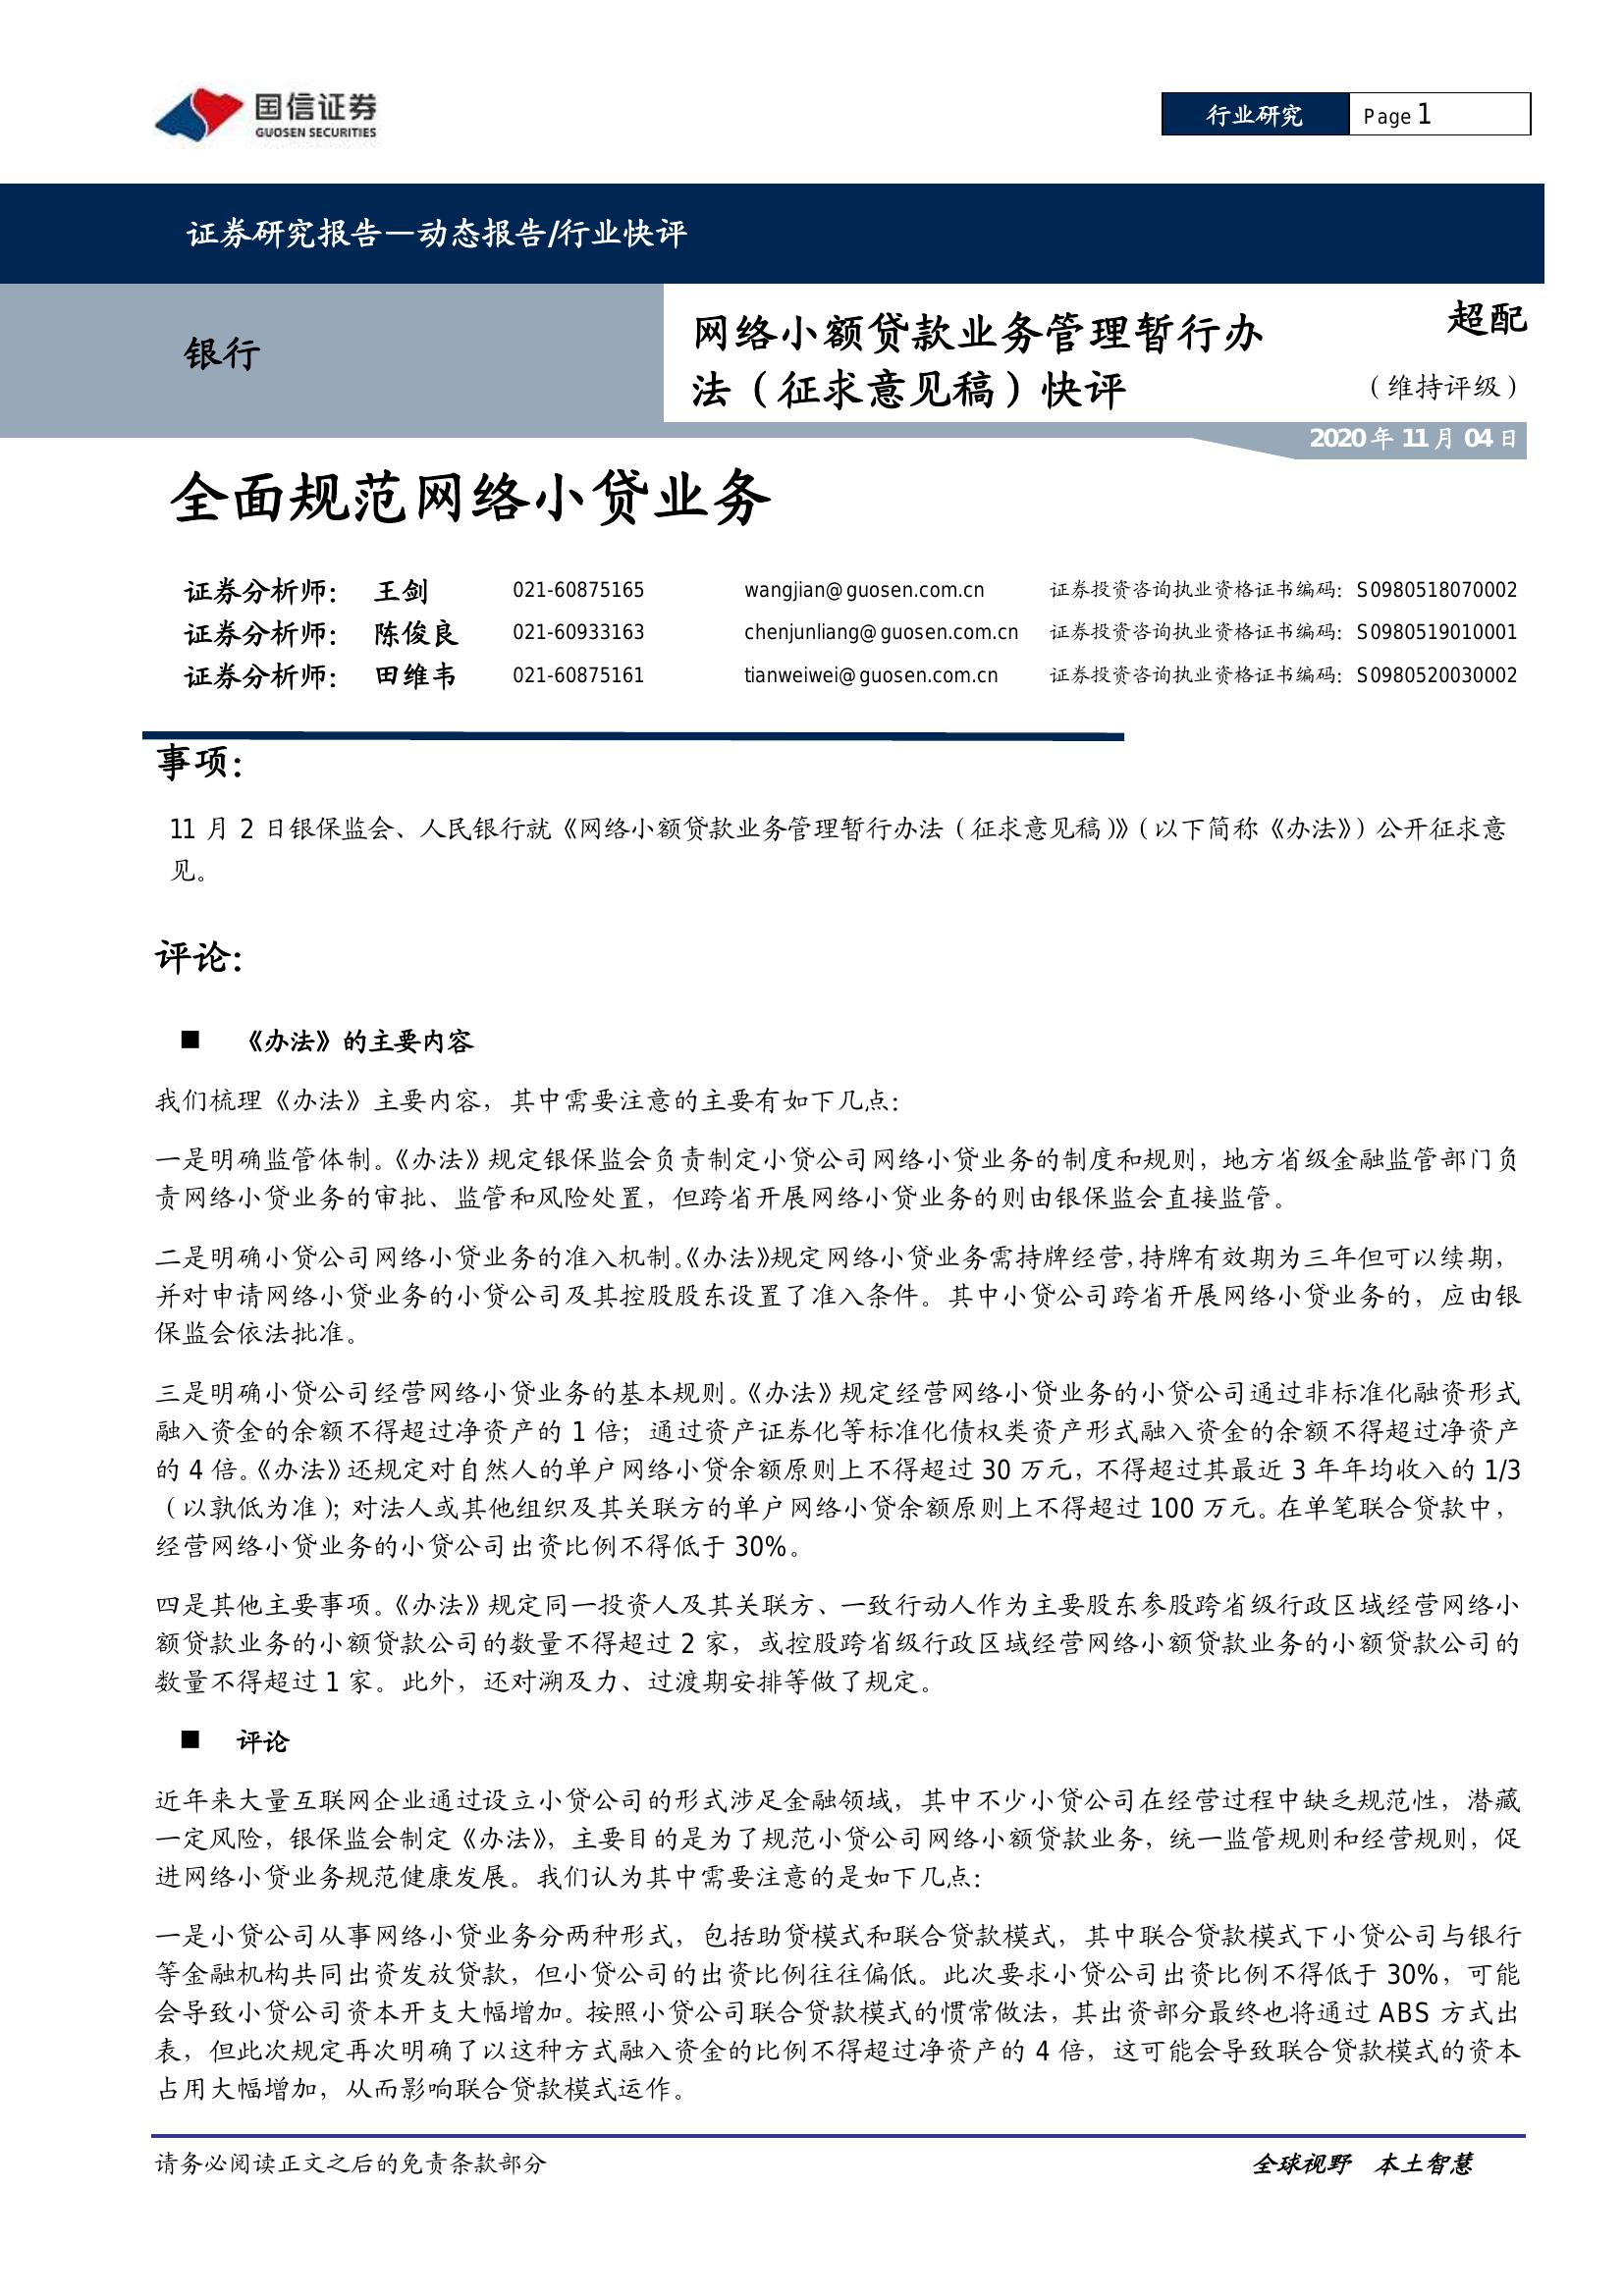 国信证券
GUOSEN SECURITIES
行业研究
Page 1
证券研究报告—动态报告/行业快评
银行
网络小额贷款业务管理暂行办
法（征求意见稿）快评
超配
（维持评级）
2020 年 11 月 04 日
全面规范网络小贷业务
证券分析师： 王剑 021-60875165 wangjian@guosen.com.cn 证券投资咨询执业资格证书编码：S0980518070002
证券分析师： 陈俊良 021-60933163 chenjunliang@guosen.com.cn 证券投资咨询执业资格证书编码：S0980519010001
证券分析师： 田维韦 021-60875161 tianweiwei@guosen.com.cn 证券投资咨询执业资格证书编码：S0980520030002
事项：
11 月 2 日银保监会、人民银行就《网络小额贷款业务管理暂行办法（征求意见稿）》（以下简称《办法》）公开征求意
见。
评论：
■ 《办法》的主要内容
我们梳理《办法》主要内容，其中需要注意的主要有如下几点：
一是明确监管体制。《办法》规定银保监会负责制定小贷公司网络小贷业务的制度和规则，地方省级金融监管部门负
责网络小贷业务的审批、监管和风险处置，但跨省开展网络小贷业务的则由银保监会直接监管。
二是明确小贷公司网络小贷业务的准入机制。《办法》规定网络小贷业务需持牌经营，持牌有效期为三年但可以续期，
并对申请网络小贷业务的小贷公司及其控股股东设置了准入条件。其中小贷公司跨省开展网络小贷业务的，应由银
保监会依法批准。
三是明确小贷公司经营网络小贷业务的基本规则。《办法》规定经营网络小贷业务的小贷公司通过非标准化融资形式
融入资金的余额不得超过净资产的 1 倍；通过资产证券化等标准化债权类资产形式融入资金的余额不得超过净资产
的 4 倍。《办法》还规定对自然人的单户网络小贷余额原则上不得超过 30 万元，不得超过其最近 3 年年均收入的 1/3
（以孰低为准）；对法人或其他组织及其关联方的单户网络小贷余额原则上不得超过 100 万元。在单笔联合贷款中，
经营网络小贷业务的小贷公司出资比例不得低于 30%。
四是其他主要事项。《办法》规定同一投资人及其关联方、一致行动人作为主要股东参股跨省级行政区域经营网络小
额贷款业务的小额贷款公司的数量不得超过 2 家，或控股跨省级行政区域经营网络小额贷款业务的小额贷款公司的
数量不得超过 1 家。此外，还对溯及力、过渡期安排等做了规定。
■ 评论
近年来大量互联网企业通过设立小贷公司的形式涉足金融领域，其中不少小贷公司在经营过程中缺乏规范性，潜藏
一定风险，银保监会制定《办法》，主要目的是为了规范小贷公司网络小额贷款业务，统一监管规则和经营规则，促
进网络小贷业务规范健康发展。我们认为其中需要注意的是如下几点：
一是小贷公司从事网络小贷业务分两种形式，包括助贷模式和联合贷款模式，其中联合贷款模式下小贷公司与银行
等金融机构共同出资发放贷款，但小贷公司的出资比例往往偏低。此次要求小贷公司出资比例不得低于 30%，可能
会导致小贷公司资本开支大幅增加。按照小贷公司联合贷款模式的惯常做法，其出资部分最终也将通过 ABS 方式出
表，但此次规定再次明确了以这种方式融入资金的比例不得超过净资产的 4 倍，这可能会导致联合贷款模式的资本
占用大幅增加，从而影响联合贷款模式运作。
请务必阅读正文之后的免责条款部分
全球视野 本土智慧